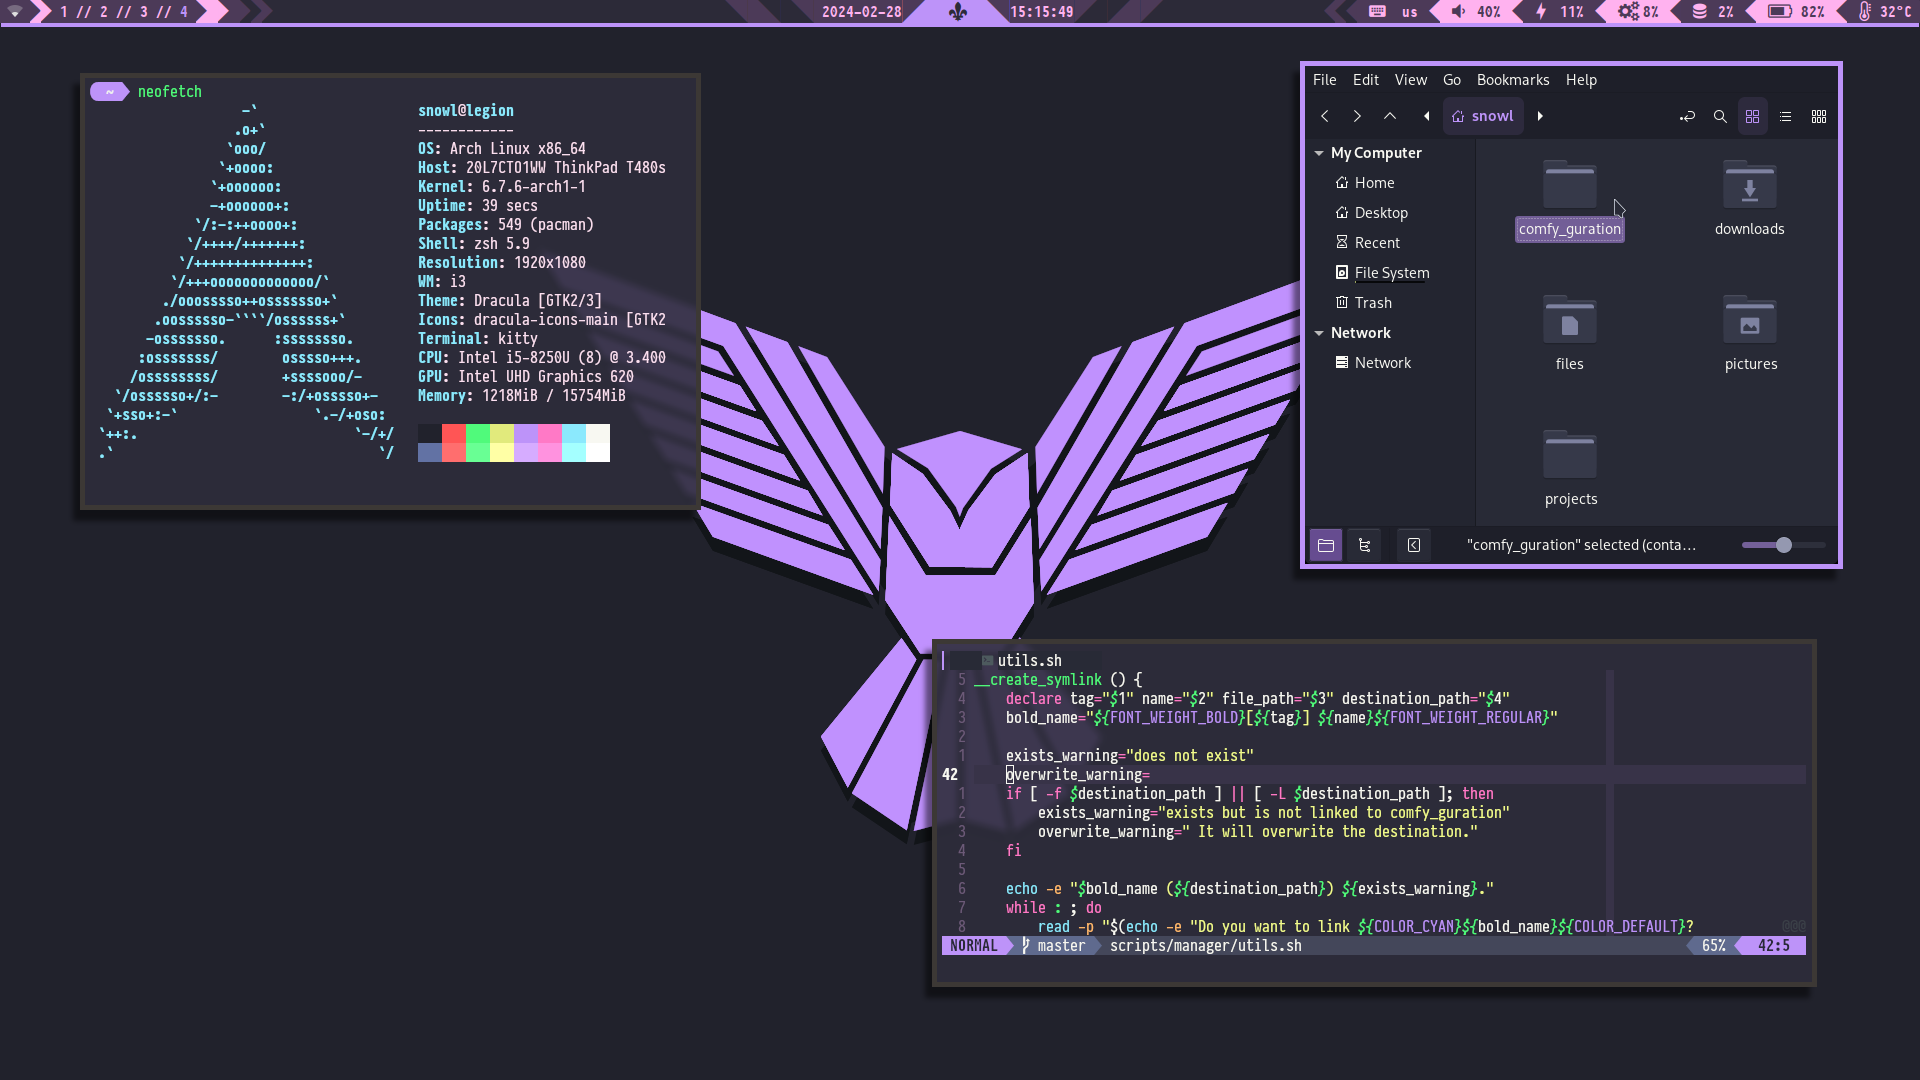 1 // 2 // 3 // 4
2024-02-28
15:15:49
us
40%
11%
8%
2%
82%
32°C
~ neofetch
-`
.o+`
`ooo/
`+oooo:
`+oooooo:
-+oooooo+:
`/:-:++oooo+:
`/++++/+++++++:
`/++++++++++++++:
`/+++ooooooooooooo/`
./ooosssso++osssssso+`
.oossssso-````/ossssss+`
-osssssso. :ssssssso.
:osssssss/ osssso+++.
/ossssssss/ +ssssooo/-
`/ossssso+/:- -:/+osssso+-
`+sso+:-` `.-/+oso:
`++:. `-/+/
.` `/
snowl@legion
------------
OS: Arch Linux x86_64
Host: 20L7CTO1WW ThinkPad T480s
Kernel: 6.7.6-arch1-1
Uptime: 39 secs
Packages: 549 (pacman)
Shell: zsh 5.9
Resolution: 1920x1080
WM: i3
Theme: Dracula [GTK2/3]
Icons: dracula-icons-main [GTK2
Terminal: kitty
CPU: Intel i5-8250U (8) @ 3.400
GPU: Intel UHD Graphics 620
Memory: 1218MiB / 15754MiB
File Edit View Go Bookmarks Help
snowl
My Computer
Home
Desktop
Recent
File System
Trash
Network
Network
comfy_guration
downloads
files
pictures
projects
"comfy_guration" selected (conta…
utils.sh
5 __create_symlink () {
4 declare tag="$1" name="$2" file_path="$3" destination_path="$4"
3 bold_name="${FONT_WEIGHT_BOLD}[${tag}] ${name}${FONT_WEIGHT_REGULAR}"
2
1 exists_warning="does not exist"
42 overwrite_warning=
1 if [ -f $destination_path ] || [ -L $destination_path ]; then
2 exists_warning="exists but is not linked to comfy_guration"
3 overwrite_warning=" It will overwrite the destination."
4 fi
5
6 echo -e "$bold_name (${destination_path}) ${exists_warning}."
7 while : ; do
8 read -p "$(echo -e "Do you want to link ${COLOR_CYAN}${bold_name}${COLOR_DEFAULT}? @@@
NORMAL master scripts/manager/utils.sh 65% 42:5